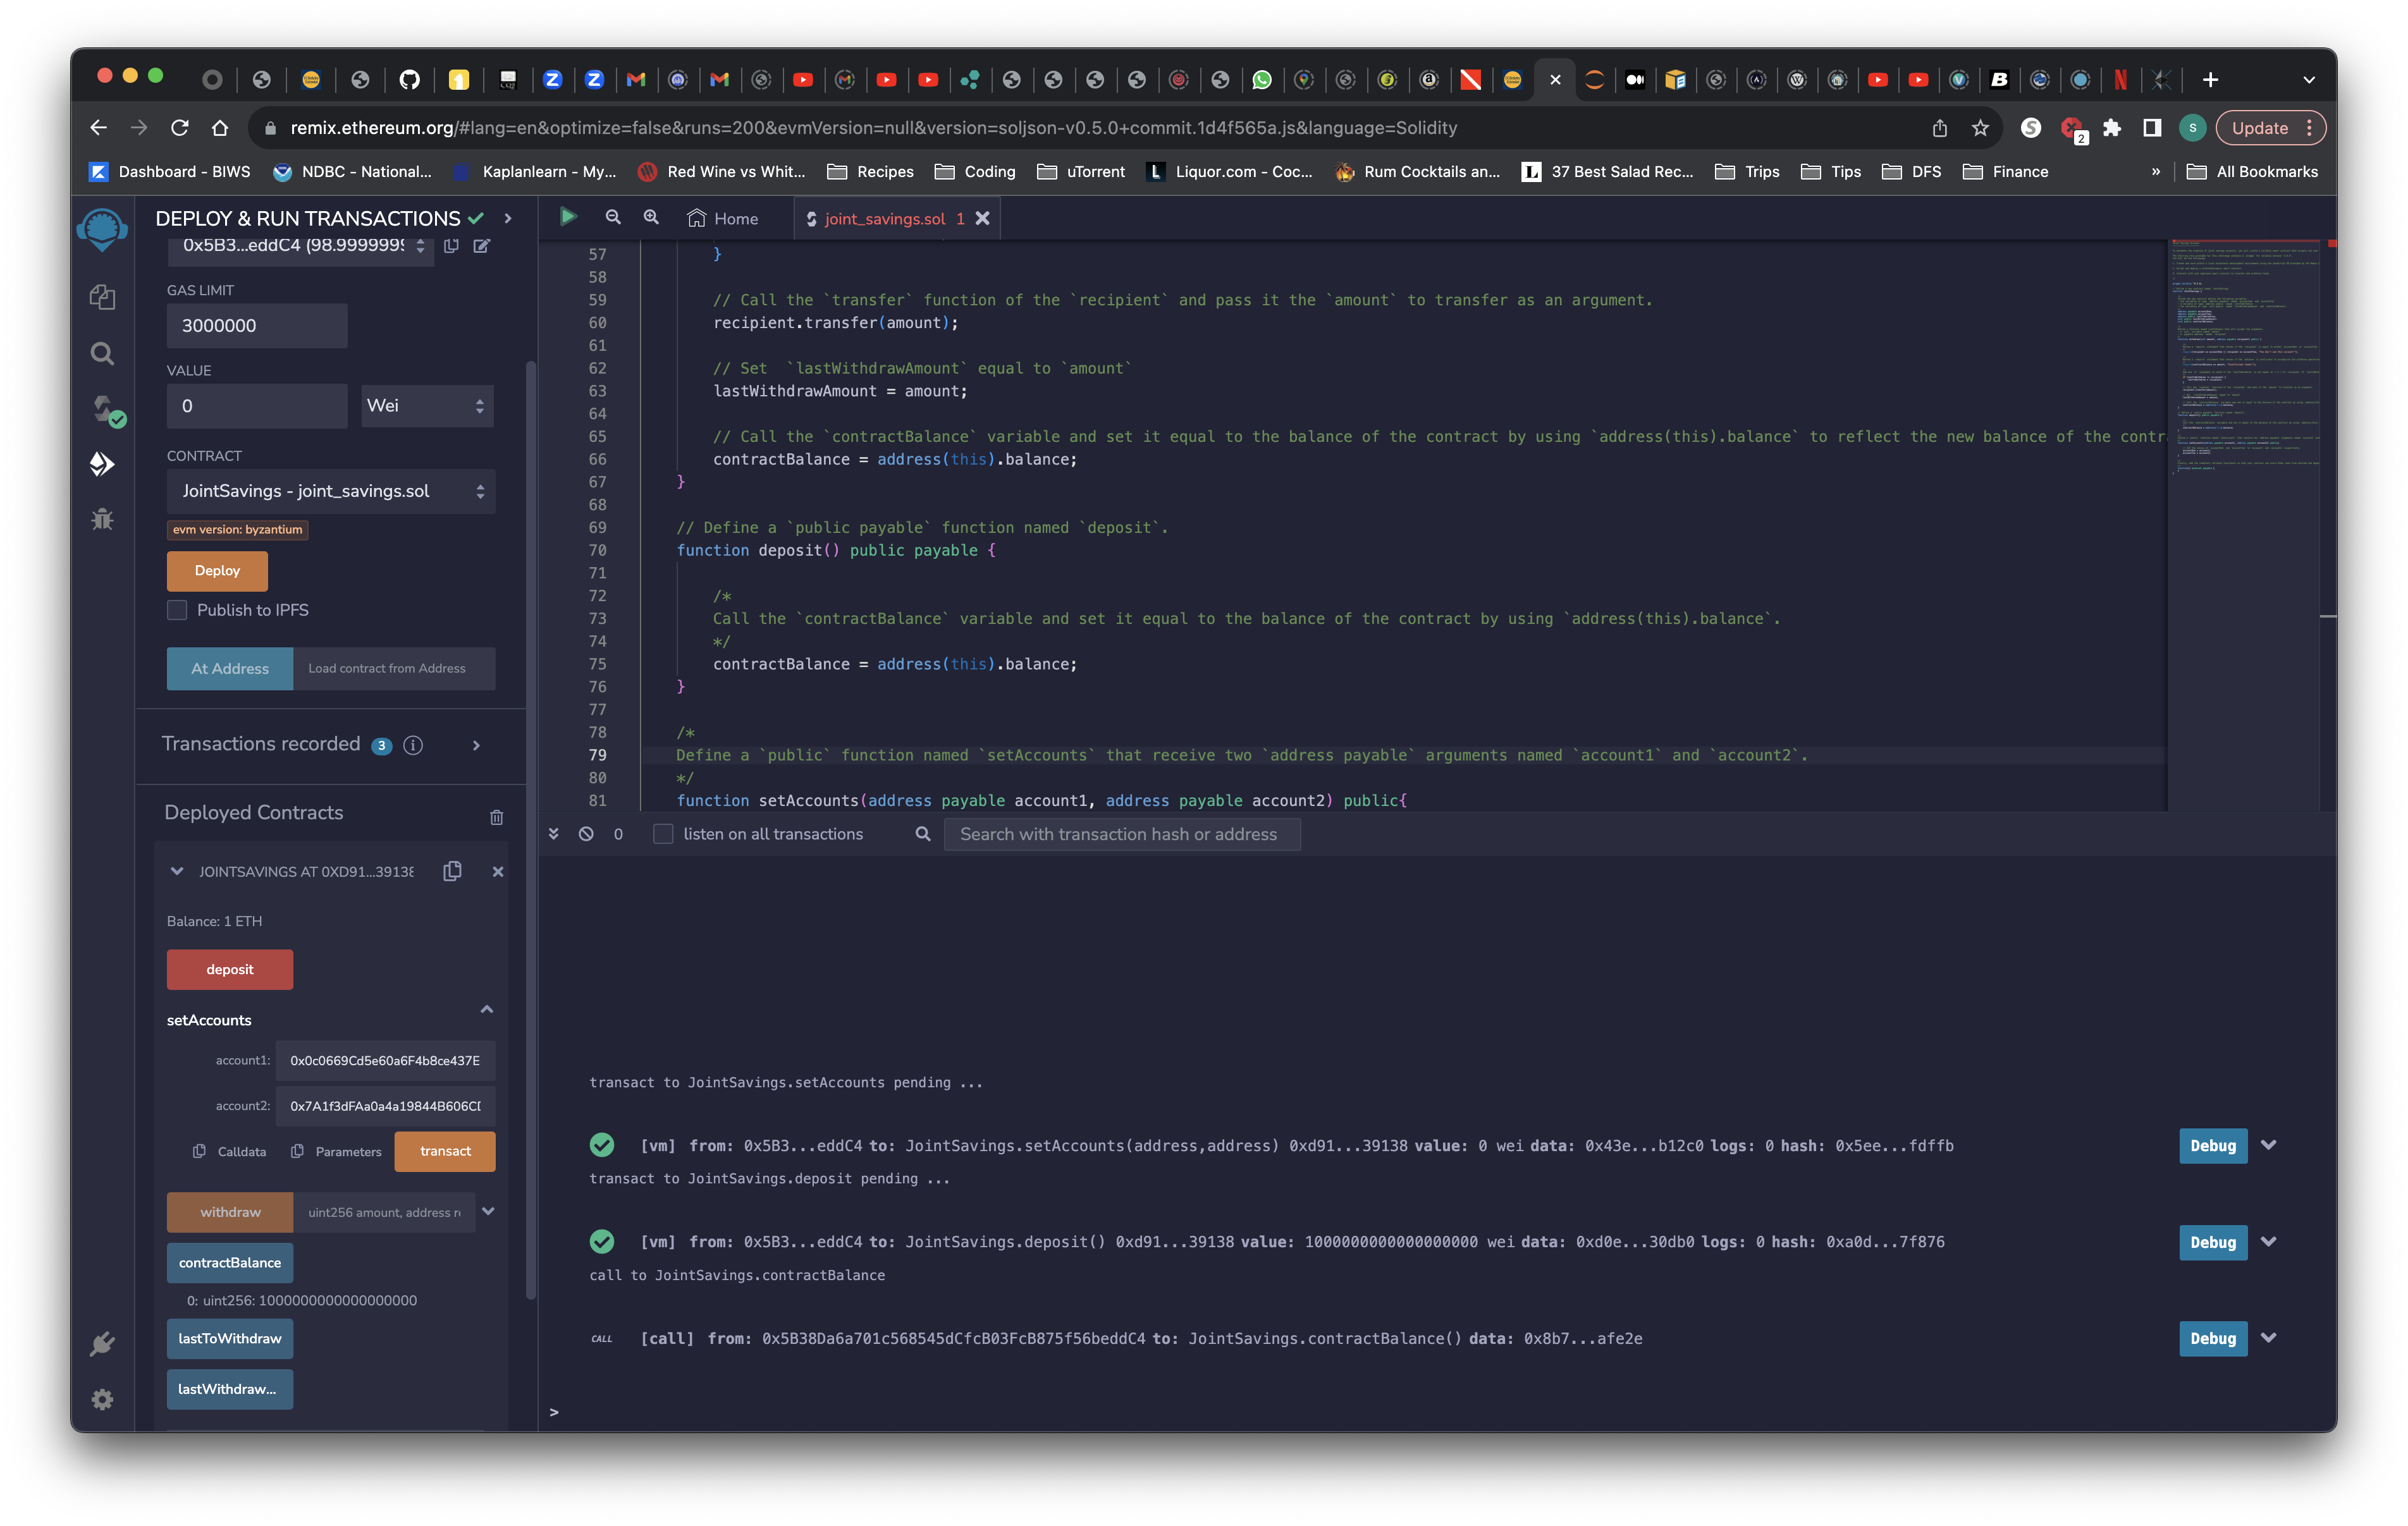 remix.ethereum.org/#lang=en&optimize=false&runs=200&evmVersion=null&version=soljson-v0.5.0+commit.1d4f565a.js&language=Solidity
2
S
Update
Dashboard - BIWS
NDBC - National...
Kaplanlearn - My...
Red Wine vs Whit...
Recipes
Coding
uTorrent
Liquor.com - Coc...
Rum Cocktails an...
37 Best Salad Rec...
Trips
Tips
DFS
Finance
»
All Bookmarks
DEPLOY & RUN TRANSACTIONS
0x5B3...eddC4 (98.9999999
GAS LIMIT
3000000
VALUE
0
Wei
CONTRACT
JointSavings - joint_savings.sol
evm version: byzantium
Deploy
Publish to IPFS
At Address
Load contract from Address
Transactions recorded 3
Deployed Contracts
JOINTSAVINGS AT 0XD91...39138
Balance: 1 ETH
deposit
setAccounts
account1: 0x0c0669Cd5e60a6F4b8ce437E
account2: 0x7A1f3dFAa0a4a19844B606CD
Calldata
Parameters
transact
withdraw
uint256 amount, address
contractBalance
0: uint256: 1000000000000000000
lastToWithdraw
lastWithdraw...
Home
joint_savings.sol 1
57 }
58
59 // Call the `transfer` function of the `recipient` and pass it the `amount` to transfer as an argument.
60 recipient.transfer(amount);
61
62 // Set  `lastWithdrawAmount` equal to `amount`
63 lastWithdrawAmount = amount;
64
65 // Call the `contractBalance` variable and set it equal to the balance of the contract by using `address(this).balance` to reflect the new balance of the contr
66 contractBalance = address(this).balance;
67 }
68
69 // Define a `public payable` function named `deposit`.
70 function deposit() public payable {
71
72 /*
73 Call the `contractBalance` variable and set it equal to the balance of the contract by using `address(this).balance`.
74 */
75 contractBalance = address(this).balance;
76 }
77
78 /*
79 Define a `public` function named `setAccounts` that receive two `address payable` arguments named `account1` and `account2`.
80 */
81 function setAccounts(address payable account1, address payable account2) public{
0
listen on all transactions
Search with transaction hash or address
transact to JointSavings.setAccounts pending ...
[vm] from: 0x5B3...eddC4 to: JointSavings.setAccounts(address,address) 0xd91...39138 value: 0 wei data: 0x43e...b12c0 logs: 0 hash: 0x5ee...fdffb
Debug
transact to JointSavings.deposit pending ...
[vm] from: 0x5B3...eddC4 to: JointSavings.deposit() 0xd91...39138 value: 1000000000000000000 wei data: 0xd0e...30db0 logs: 0 hash: 0xa0d...7f876
Debug
call to JointSavings.contractBalance
CALL [call] from: 0x5B38Da6a701c568545dCfcB03FcB875f56beddC4 to: JointSavings.contractBalance() data: 0x8b7...afe2e
Debug
>